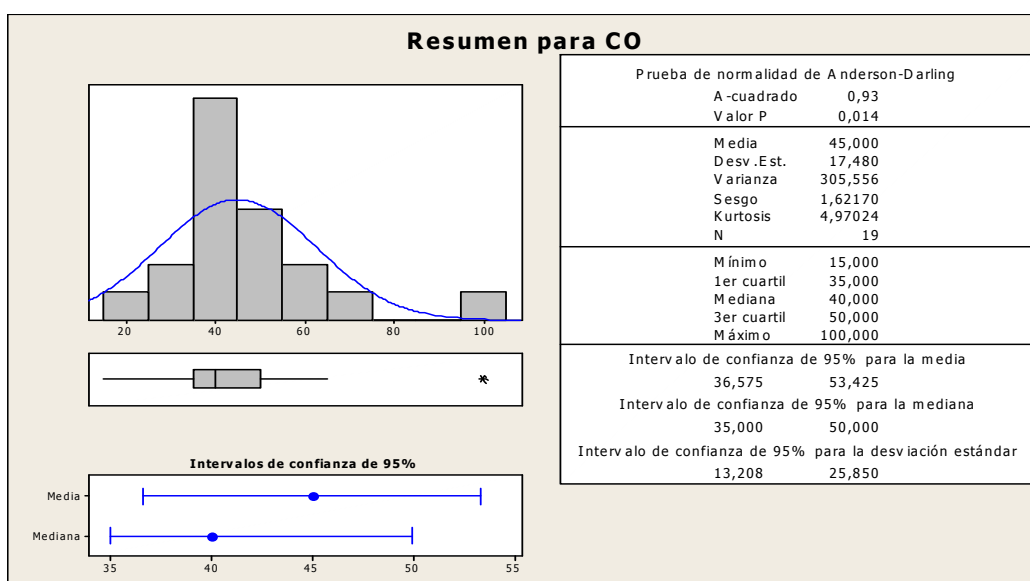 Resumen para CO
20 40 60 80 100
Intervalos de confianza de 95%
Media
Mediana
35 40 45 50 55
Prueba de normalidad de Anderson-Darling
A-cuadrado 0,93
Valor P 0,014
Media 45,000
Desv.Est. 17,480
Varianza 305,556
Sesgo 1,62170
Kurtosis 4,97024
N 19
Mínimo 15,000
1er cuartil 35,000
Mediana 40,000
3er cuartil 50,000
Máximo 100,000
Intervalo de confianza de 95% para la media
36,575 53,425
Intervalo de confianza de 95% para la mediana
35,000 50,000
Intervalo de confianza de 95% para la desviación estándar
13,208 25,850